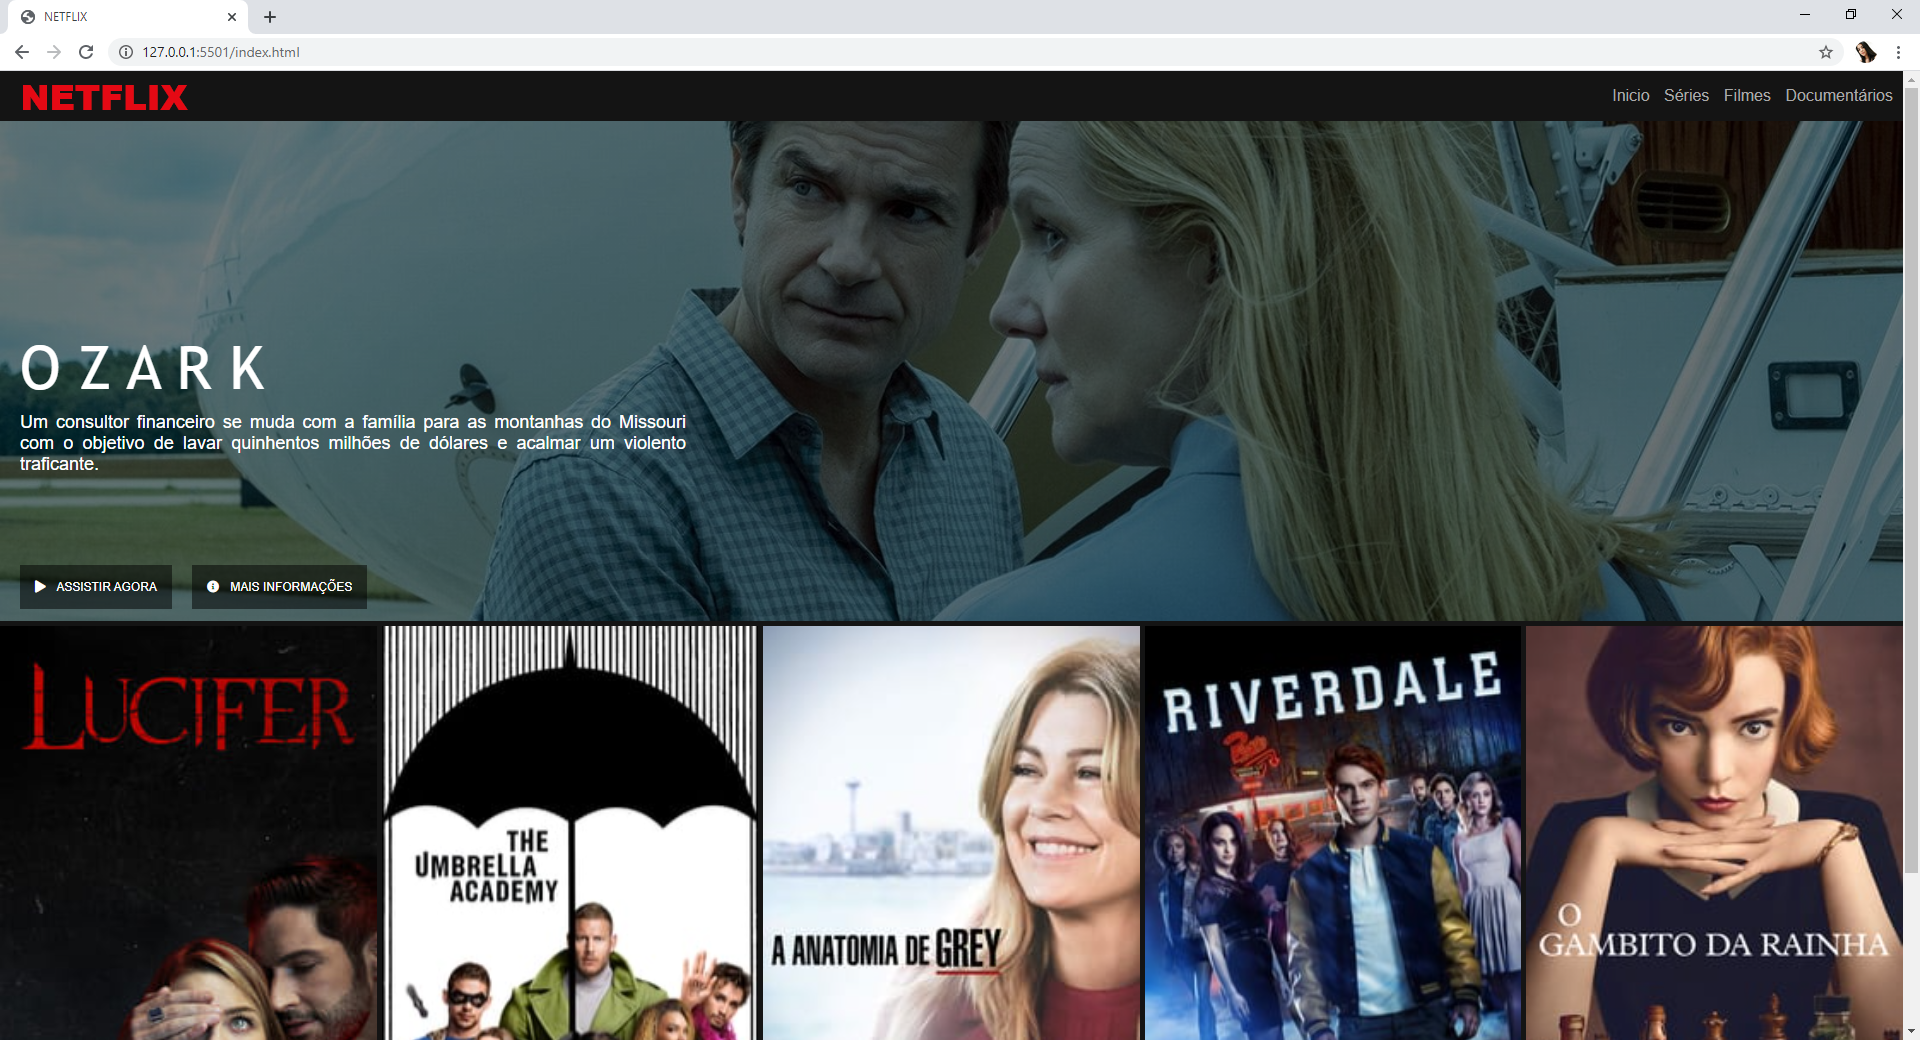 NETFLIX
127.0.0.1:5501/index.html
NETFLIX
Inicio Séries Filmes Documentários
OZARK
Um consultor financeiro se muda com a família para as montanhas do Missouri
com o objetivo de lavar quinhentos milhões de dólares e acalmar um violento
traficante.
ASSISTIR AGORA
MAIS INFORMAÇÕES
LUCIFER
THE
UMBRELLA
ACADEMY
A ANATOMIA DE GREY
RIVERDALE
O
GAMBITO DA RAINHA